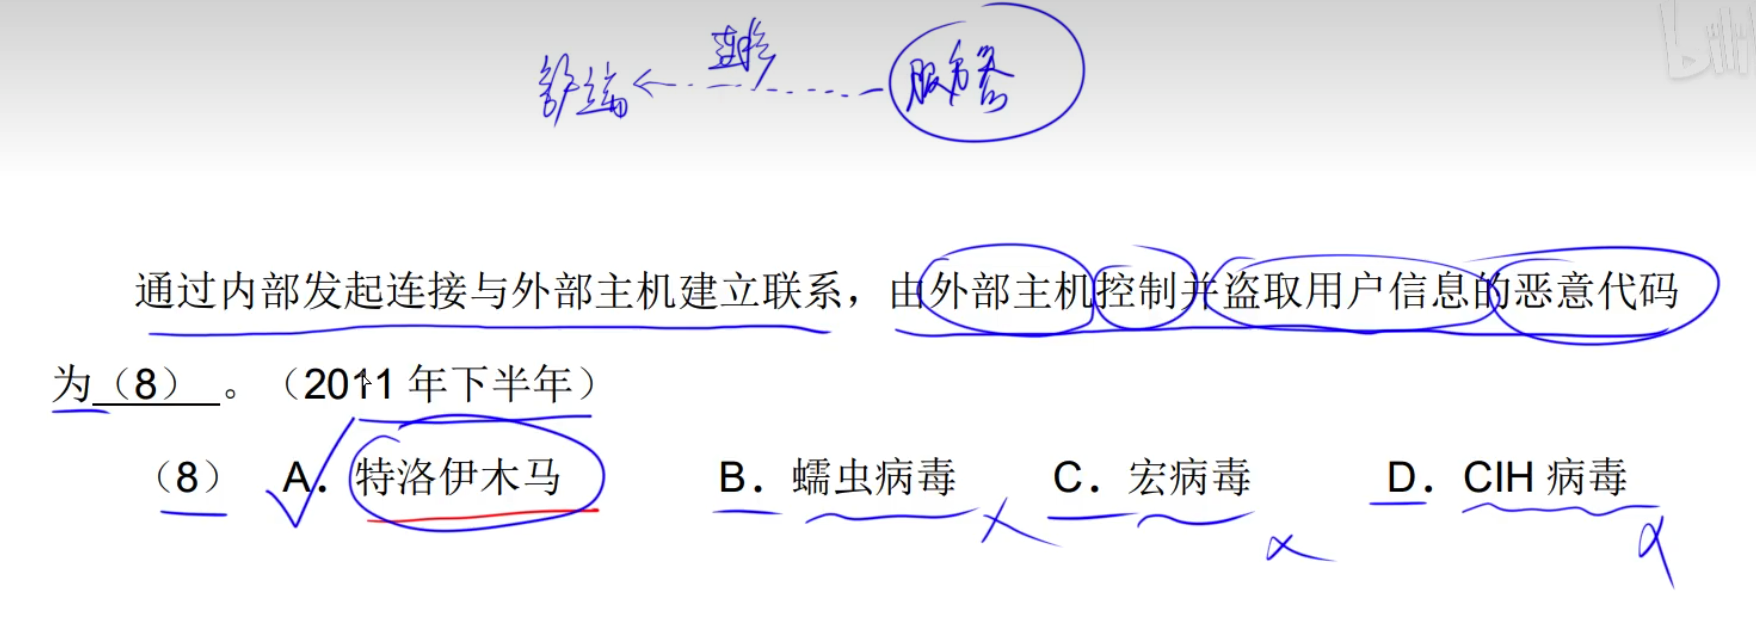 连接
客户端 服务器
通过内部发起连接与外部主机建立联系，由外部主机控制并盗取用户信息的恶意代码
为（8） 。（2011 年下半年）
（8） A．特洛伊木马 B．蠕虫病毒 C．宏病毒 D．CIH 病毒